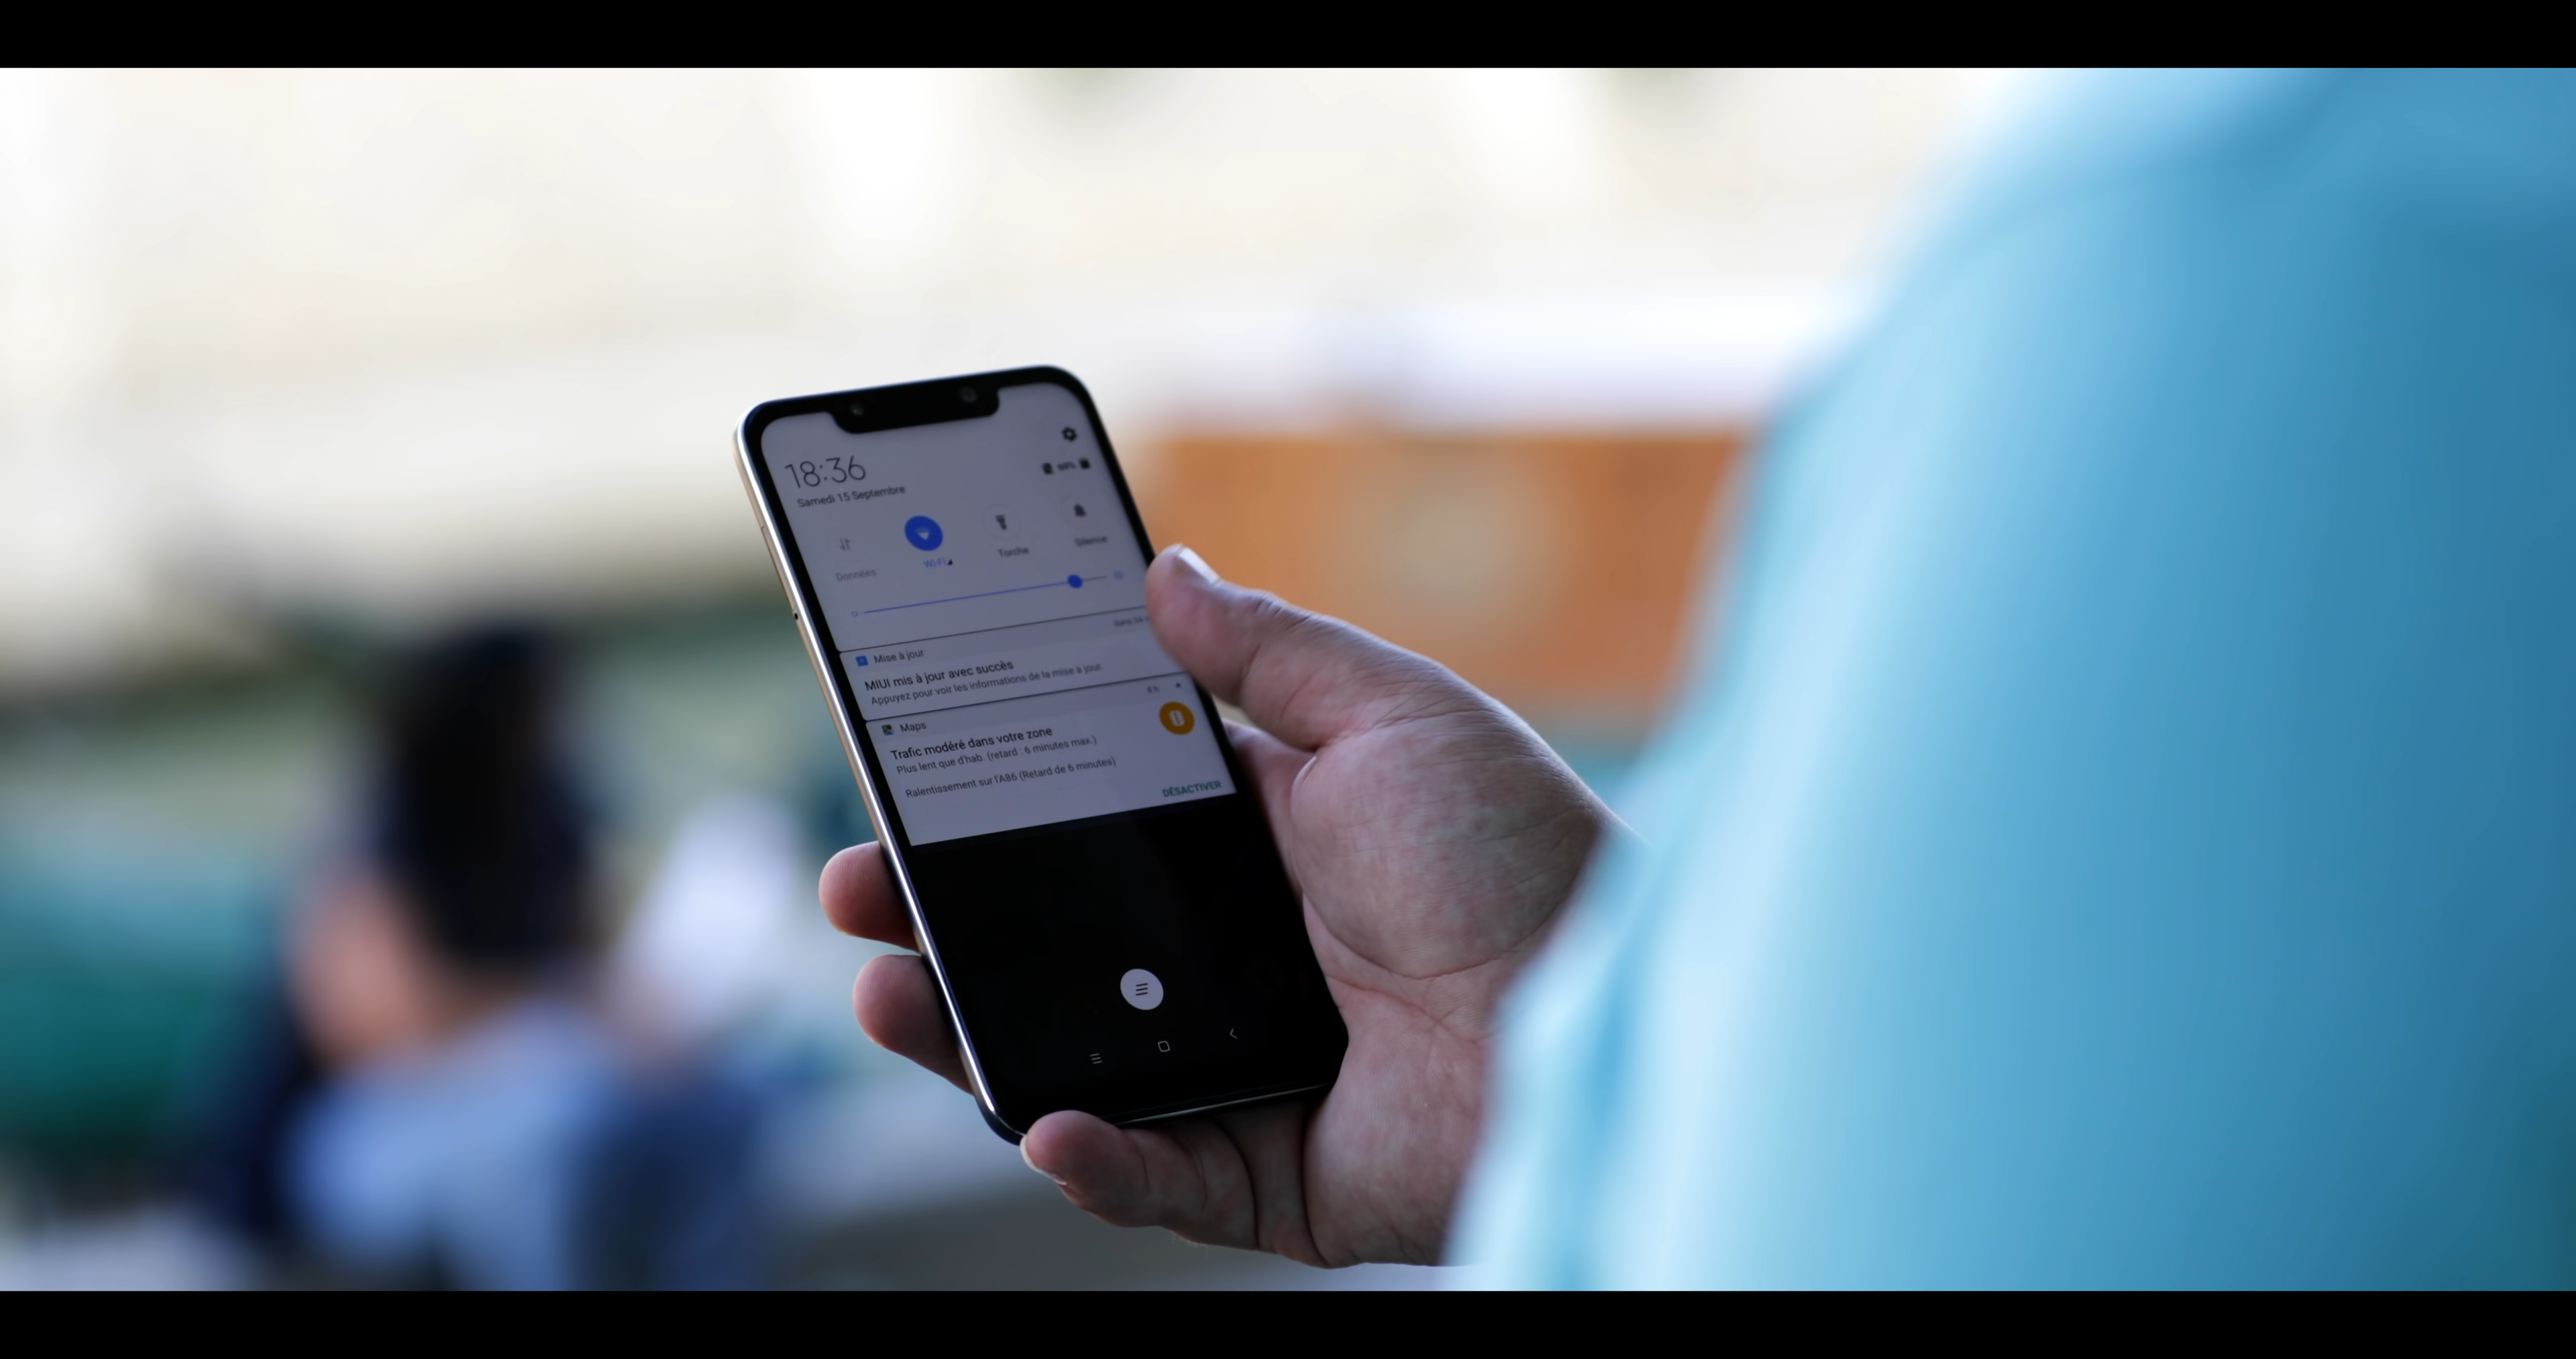 18:36
Samedi 15 Septembre
Données
Wi-Fi
Torche
Silence
Mise à jour
MIUI mis à jour avec succès
Appuyez pour voir les informations de la mise à jour.
Maps
6 h
Trafic modéré dans votre zone
Plus lent que d'hab. (retard : 6 minutes max.)
Ralentissement sur l'A86 (Retard de 6 minutes)
DÉSACTIVER